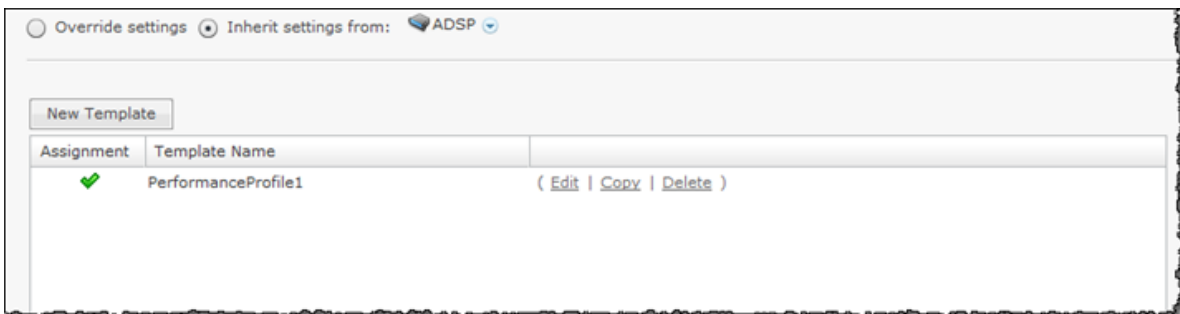 Override settings Inherit settings from: ADSP
New Template
Assignment Template Name
PerformanceProfile1 ( Edit | Copy | Delete )